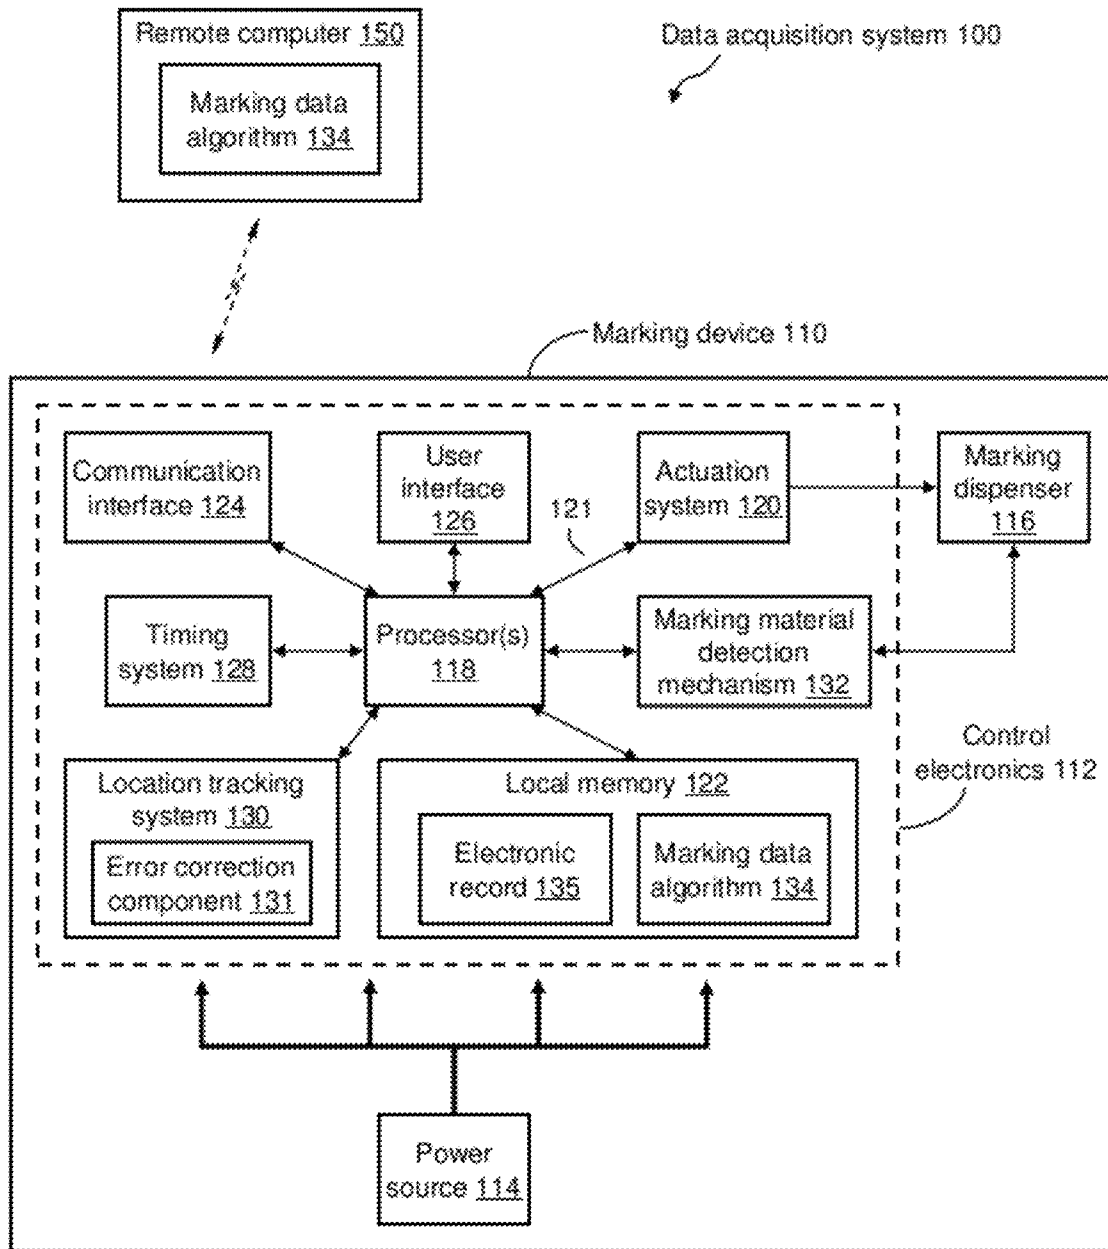 Remote computer 150
Data acquisition system 100
Marking data
algorithm 134
Marking device 110
Communication
interface 124
User
interface
126
Actuation
system 120
Marking
dispenser
116
121
Timing
system 128
Processor(s)
118
Marking material
detection
mechanism 132
Control
electronics 112
Location tracking
system 130
Error correction
component 131
Local memory 122
Electronic
record 135
Marking data
algorithm 134
Power
source 114